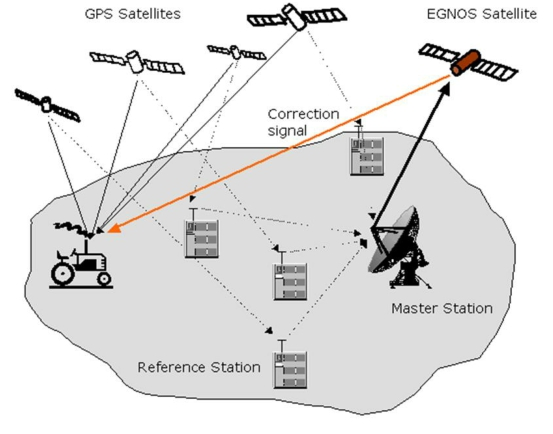 GPS Satellites
EGNOS Satellite
Correction
signal
Master Station
Reference Station